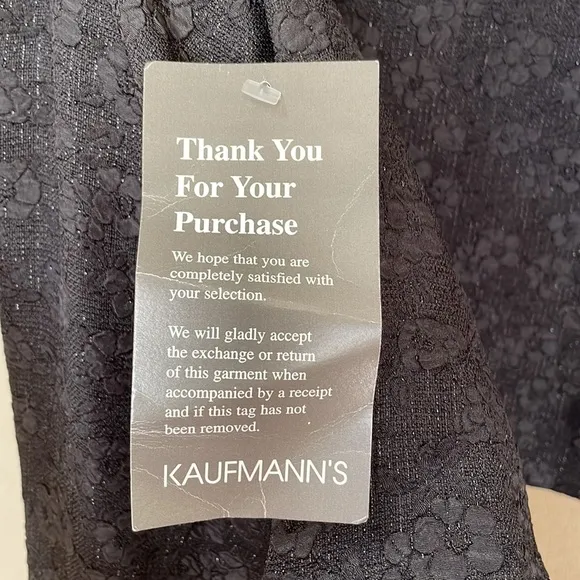 Thank You
For Your
Purchase
We hope that you are
completely satisfied with
your selection.
We will gladly accept
the exchange or return
of this garment when
accompanied by a receipt
and if this tag has not
been removed.
KAUFMANN'S